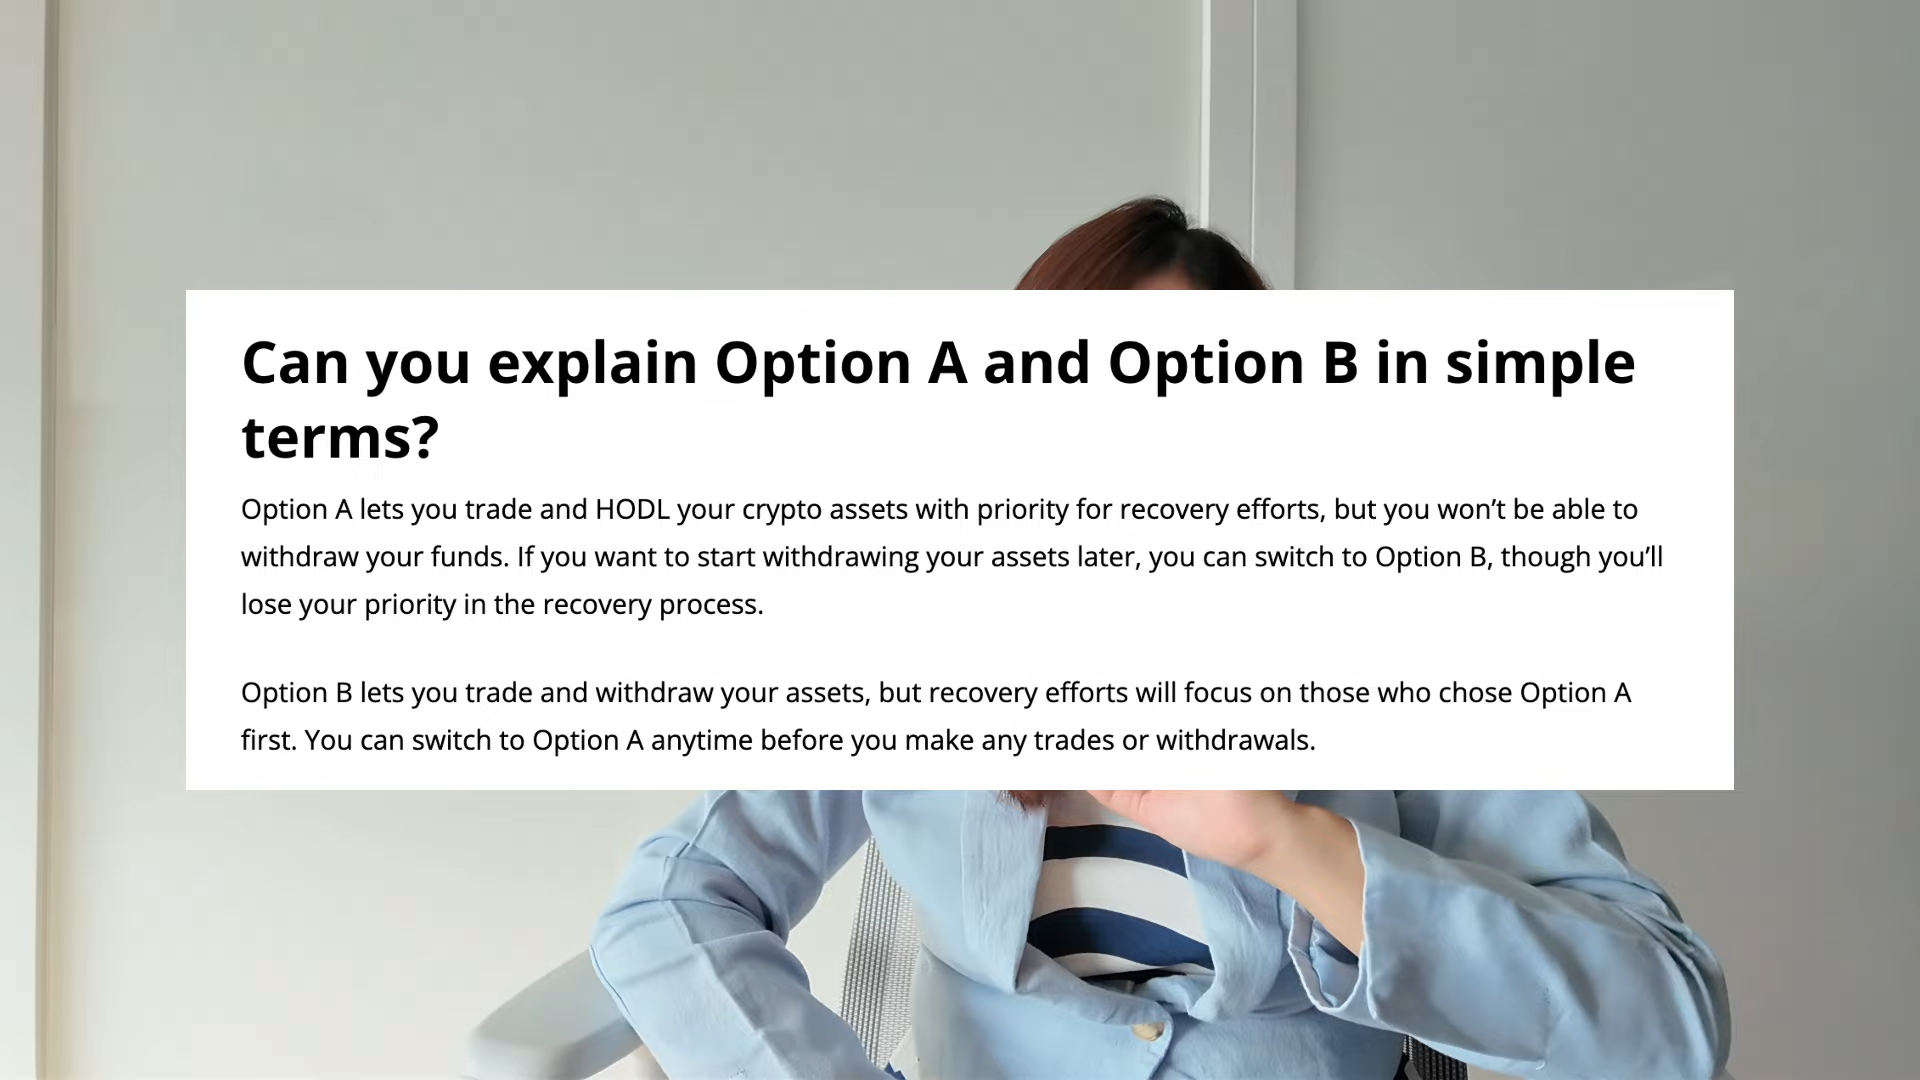 Can you explain Option A and Option B in simple
terms?
Option A lets you trade and HODL your crypto assets with priority for recovery efforts, but you won’t be able to
withdraw your funds. If you want to start withdrawing your assets later, you can switch to Option B, though you’ll
lose your priority in the recovery process.
Option B lets you trade and withdraw your assets, but recovery efforts will focus on those who chose Option A
first. You can switch to Option A anytime before you make any trades or withdrawals.